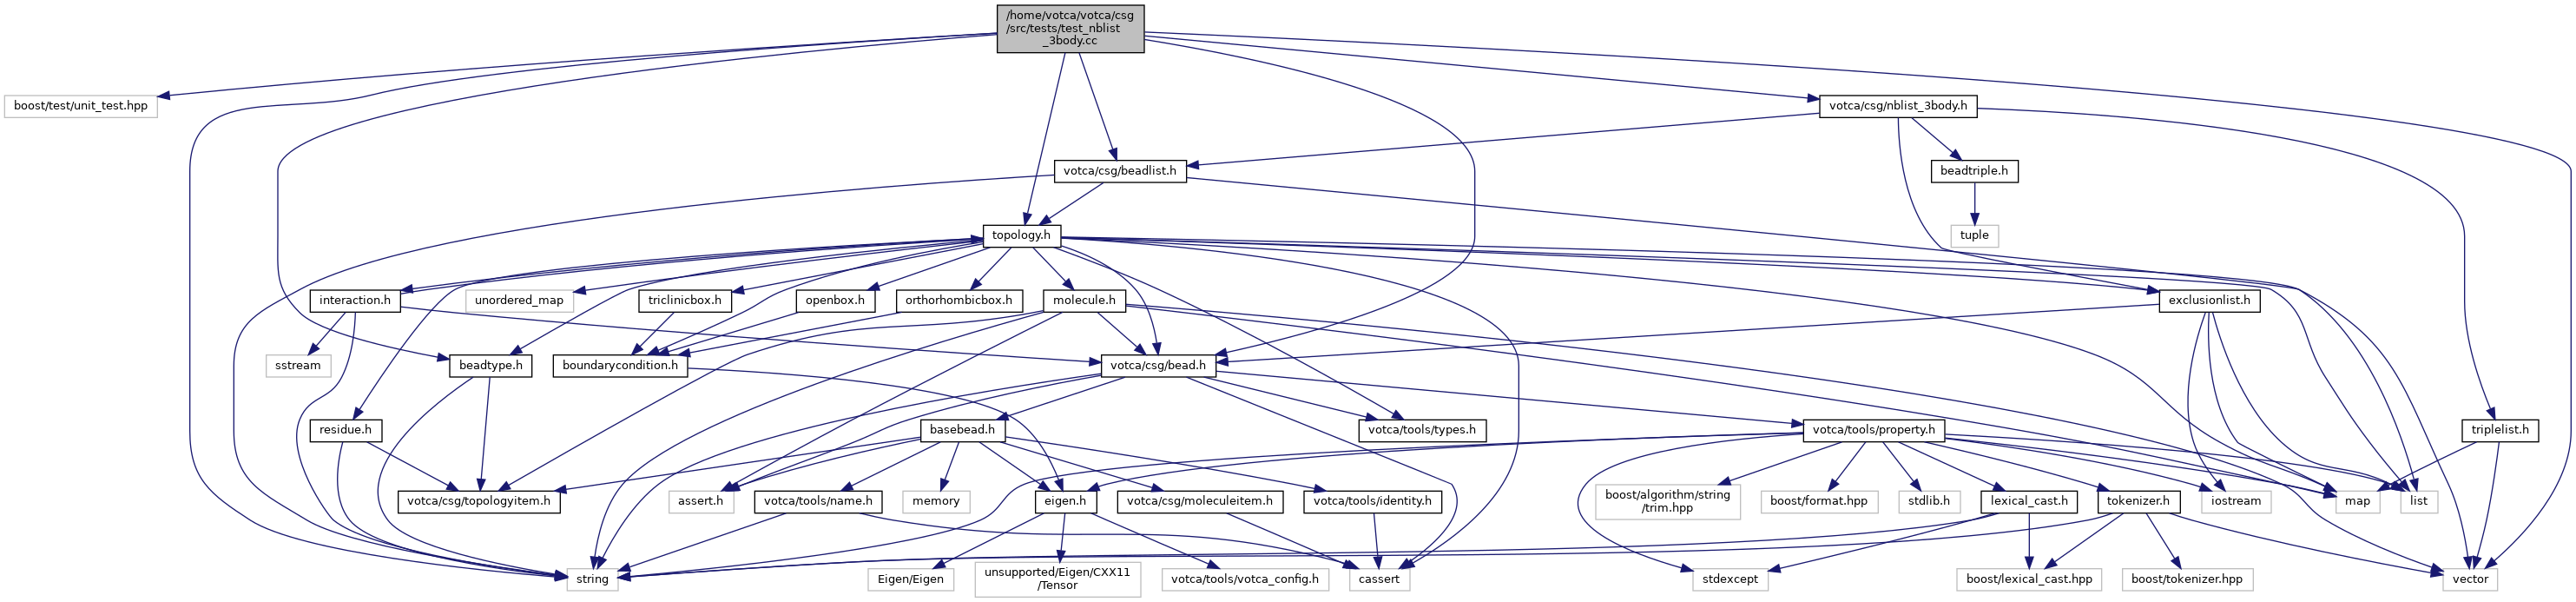 /home/votca/votca/csg
/src/tests/test_nblist
_3body.cc
boost/test/unit_test.hpp
votca/csg/nblist_3body.h
votca/csg/beadlist.h
beadtriple.h
topology.h
tuple
interaction.h
unordered_map
triclinicbox.h
openbox.h
orthorhombicbox.h
molecule.h
exclusionlist.h
sstream
beadtype.h
boundarycondition.h
votca/csg/bead.h
residue.h
basebead.h
votca/tools/types.h
votca/tools/property.h
triplelist.h
votca/csg/topologyitem.h
assert.h
votca/tools/name.h
memory
eigen.h
votca/csg/moleculeitem.h
votca/tools/identity.h
boost/algorithm/string
/trim.hpp
boost/format.hpp
stdlib.h
lexical_cast.h
tokenizer.h
iostream
map
list
string
Eigen/Eigen
unsupported/Eigen/CXX11
/Tensor
votca/tools/votca_config.h
cassert
stdexcept
boost/lexical_cast.hpp
boost/tokenizer.hpp
vector